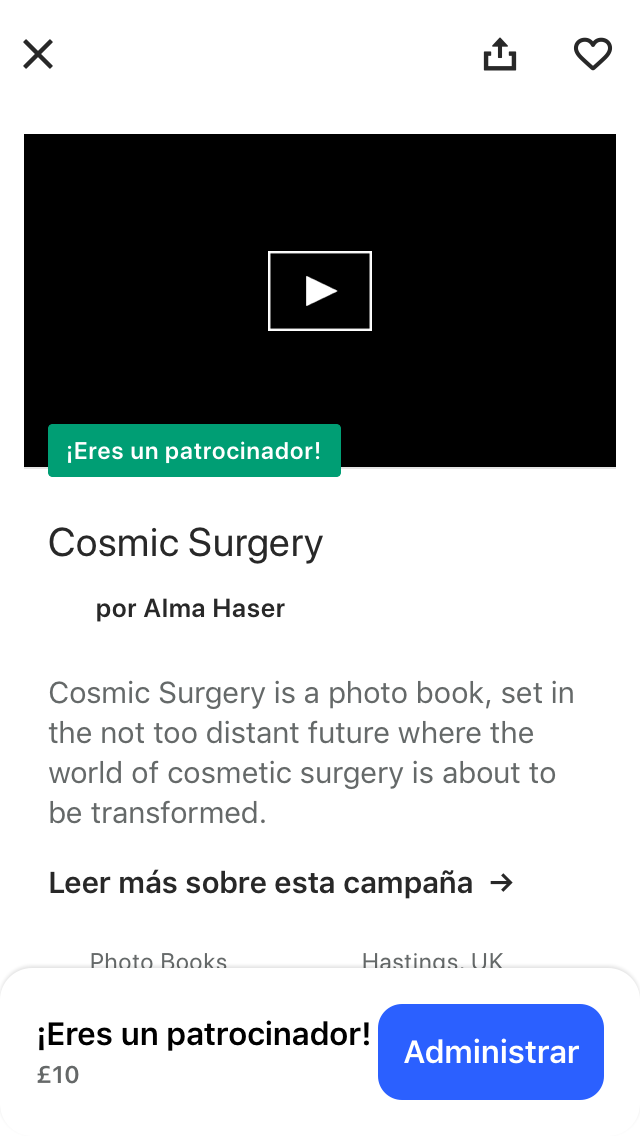 ¡Eres un patrocinador!
Cosmic Surgery
por Alma Haser
Cosmic Surgery is a photo book, set in
the not too distant future where the
world of cosmetic surgery is about to
be transformed.
Leer más sobre esta campaña →
Photo Books Hastings, UK
¡Eres un patrocinador!
£10
Administrar